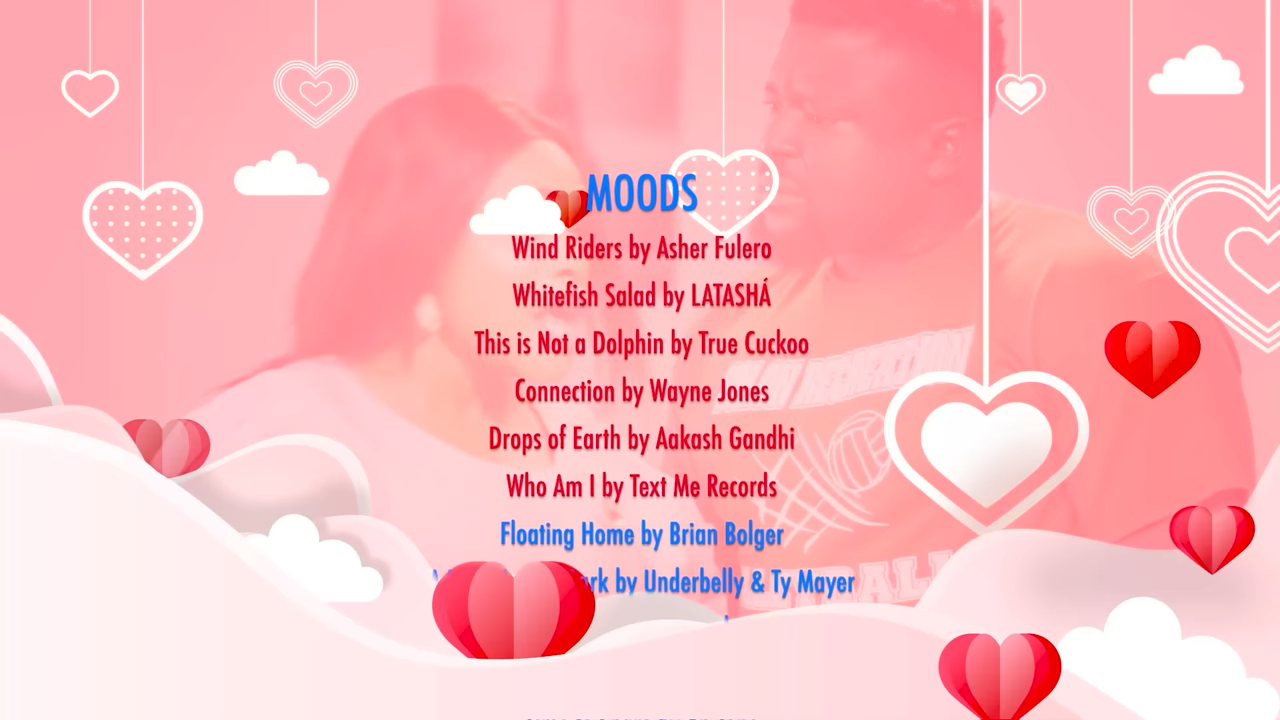 MOODS
Wind Riders by Asher Fulero
Whitefish Salad by LATASHÁ
This is Not a Dolphin by True Cuckoo
Connection by Wayne Jones
Drops of Earth by Aakash Gandhi
Who Am I by Text Me Records
Floating Home by Brian Bolger
by Underbelly & Ty Mayer